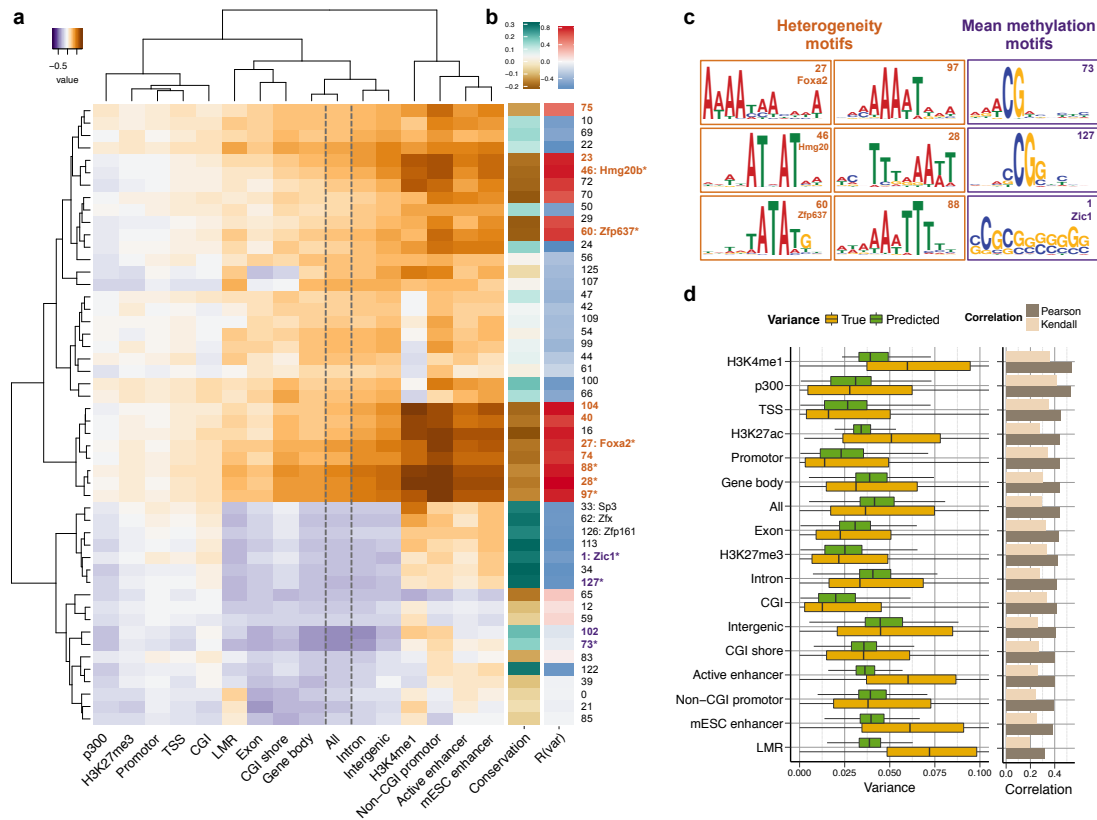 a
b
−0.5
value
0.3
0.2
0.1
0
−0.1
−0.2
0.8
0.4
0
−0.4
75
10
69
22
23
46: Hmg20b*
72
70
50
29
60: Zfp637*
24
56
125
107
47
42
109
54
99
44
61
100
66
104
40
16
27: Foxa2*
74
88*
28*
97*
33: Sp3
62: Zfx
126: Zfp161
113
1: Zic1*
34
127*
65
12
59
102
73*
83
122
39
0
21
85
p300
H3K27me3
Promotor
TSS
CGI
LMR
Exon
CGI shore
Gene body
All
Intron
Intergenic
H3K4me1
Non−CGI promotor
Active enhancer
mESC enhancer
Conservation
R(var)
c
Heterogeneity motifs
Mean methylation motifs
27
Foxa2
97
73
46
Hmg20
28
127
60
Zfp637
88
1
Zic1
d
Variance True Predicted
Correlation Pearson Kendall
H3K4me1
p300
TSS
H3K27ac
Promotor
Gene body
All
Exon
H3K27me3
Intron
CGI
Intergenic
CGI shore
Active enhancer
Non−CGI promotor
mESC enhancer
LMR
0.000 0.025 0.050 0.075 0.100
Variance
0.0 0.2 0.4
Correlation